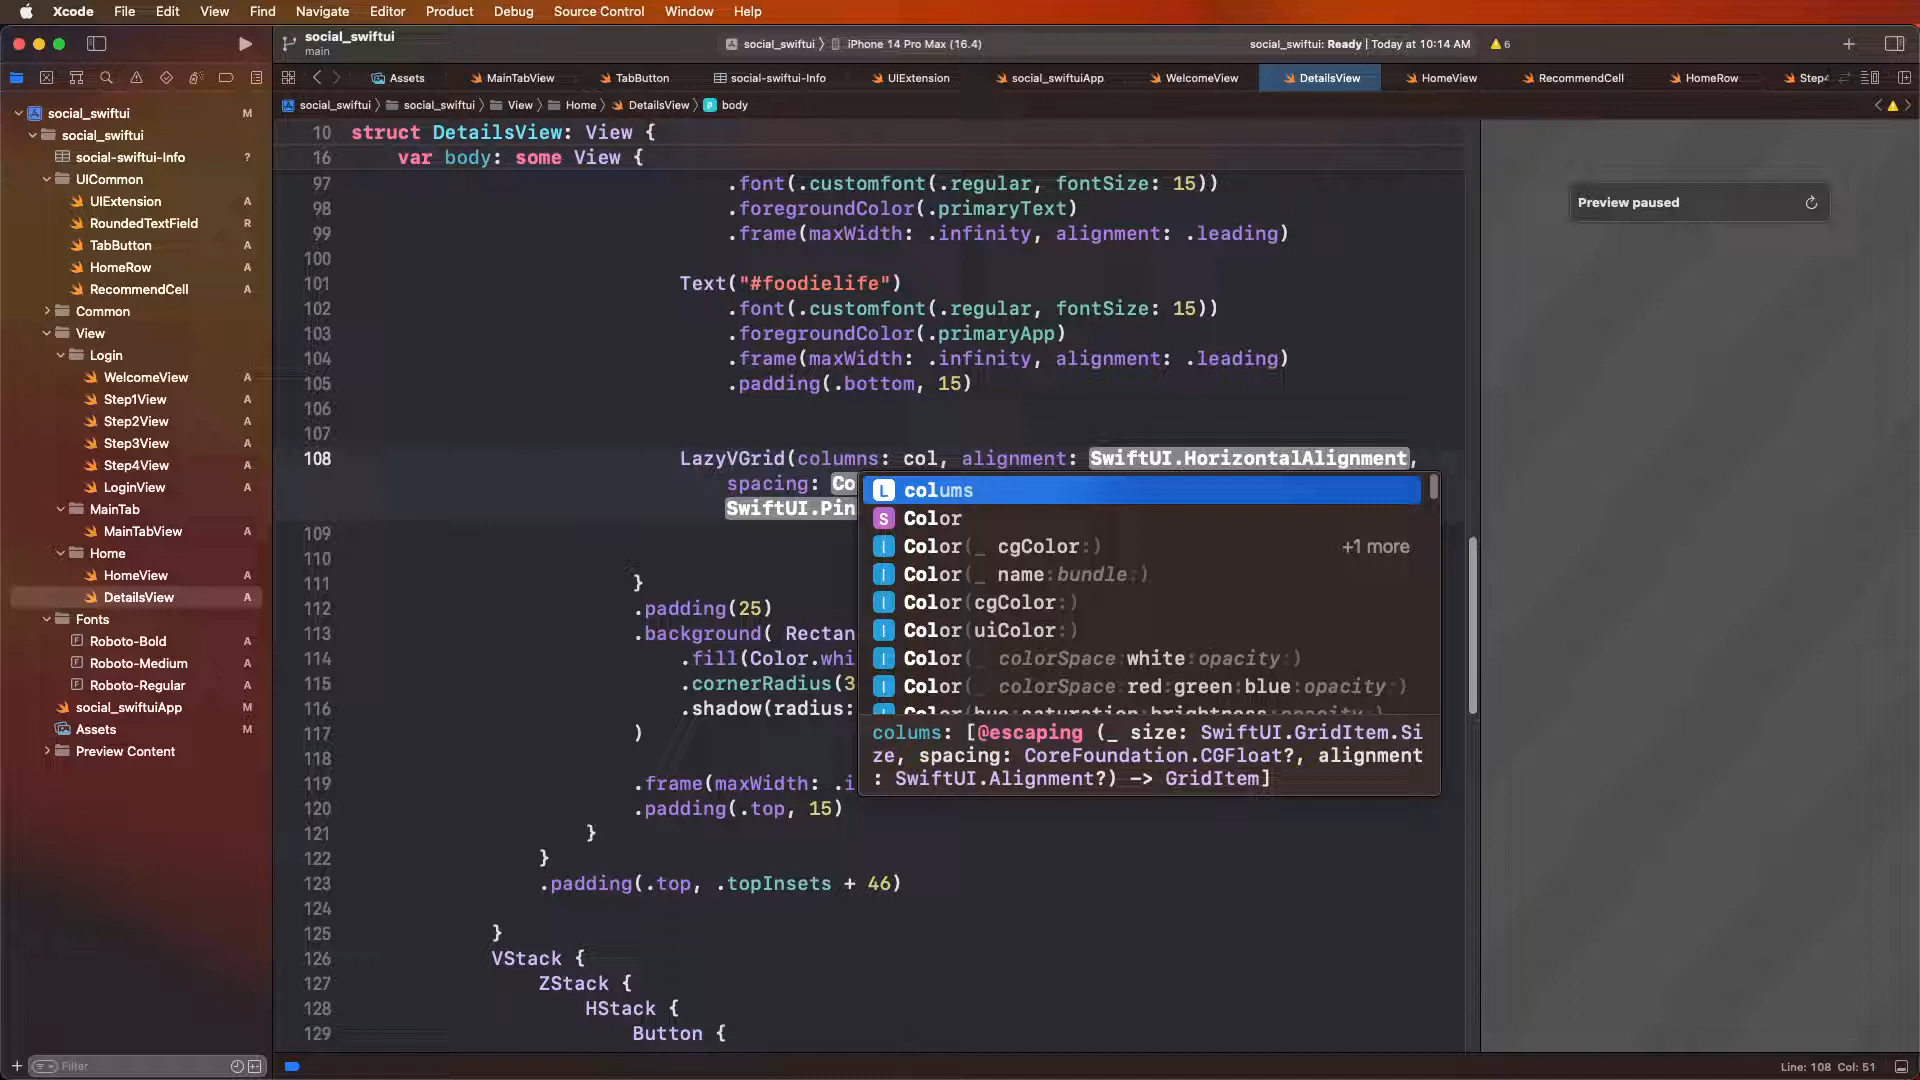 Xcode File Edit View Find Navigate Editor Product Debug Source Control Window Help
social_swiftui
main
social_swiftui iPhone 14 Pro Max (16.4)
social_swiftui: Ready | Today at 10:14 AM 6
Assets MainTabView TabButton social-swiftui-Info UIExtension social_swiftuiApp WelcomeView DetailsView HomeView RecommendCell HomeRow Step4
social_swiftui social_swiftui View Home DetailsView body
social_swiftui M
social_swiftui
social-swiftui-Info ?
UICommon
UIExtension A
RoundedTextField R
TabButton A
HomeRow A
RecommendCell A
Common
View
Login
WelcomeView A
Step1View A
Step2View A
Step3View A
Step4View A
LoginView A
MainTab
MainTabView A
Home
HomeView A
DetailsView A
Fonts
Roboto-Bold A
Roboto-Medium A
Roboto-Regular A
social_swiftuiApp M
Assets M
Preview Content
Filter
10 struct DetailsView: View {
16 var body: some View {
97 .font(.customfont(.regular, fontSize: 15))
98 .foregroundColor(.primaryText)
99 .frame(maxWidth: .infinity, alignment: .leading)
100
101 Text("#foodielife")
102 .font(.customfont(.regular, fontSize: 15))
103 .foregroundColor(.primaryApp)
104 .frame(maxWidth: .infinity, alignment: .leading)
105 .padding(.bottom, 15)
106
107
108 LazyVGrid(columns: col, alignment: SwiftUI.HorizontalAlignment,
spacing: Co
SwiftUI.Pin
109
110
111 }
112 .padding(25)
113 .background( Rectan
114 .fill(Color.whi
115 .cornerRadius(3
116 .shadow(radius:
117 )
118
119 .frame(maxWidth: .i
120 .padding(.top, 15)
121 }
122 }
123 .padding(.top, .topInsets + 46)
124
125 }
126 VStack {
127 ZStack {
128 HStack {
129 Button {
L colums
S Color
I Color(_ cgColor:) +1 more
I Color(_ name:bundle:)
I Color(cgColor:)
I Color(uiColor:)
I Color(_ colorSpace:white:opacity:)
I Color(_ colorSpace:red:green:blue:opacity:)
I Color(hue:saturation:brightness:opacity:)
colums: [@escaping (_ size: SwiftUI.GridItem.Si
ze, spacing: CoreFoundation.CGFloat?, alignment
: SwiftUI.Alignment?) -> GridItem]
Preview paused
Line: 108 Col: 51